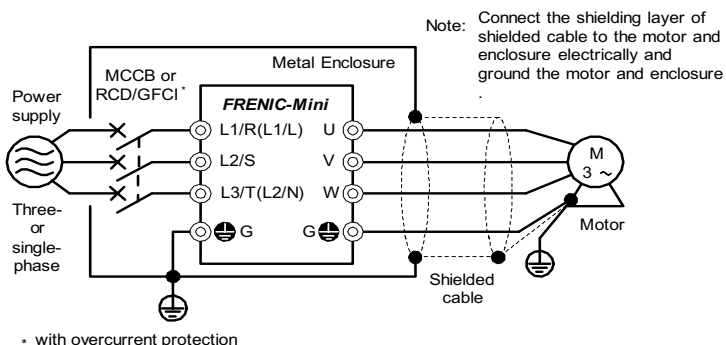 Note: Connect the shielding layer of
shielded cable to the motor and
enclosure electrically and
ground the motor and enclosure
.
Metal Enclosure
MCCB or
RCD/GFCI *
Power
supply
FRENIC-Mini
L1/R(L1/L) U
L2/S V
L3/T(L2/N) W
G G
M
3 ~
Motor
Three-
or
single-
phase
Shielded
cable
* with overcurrent protection